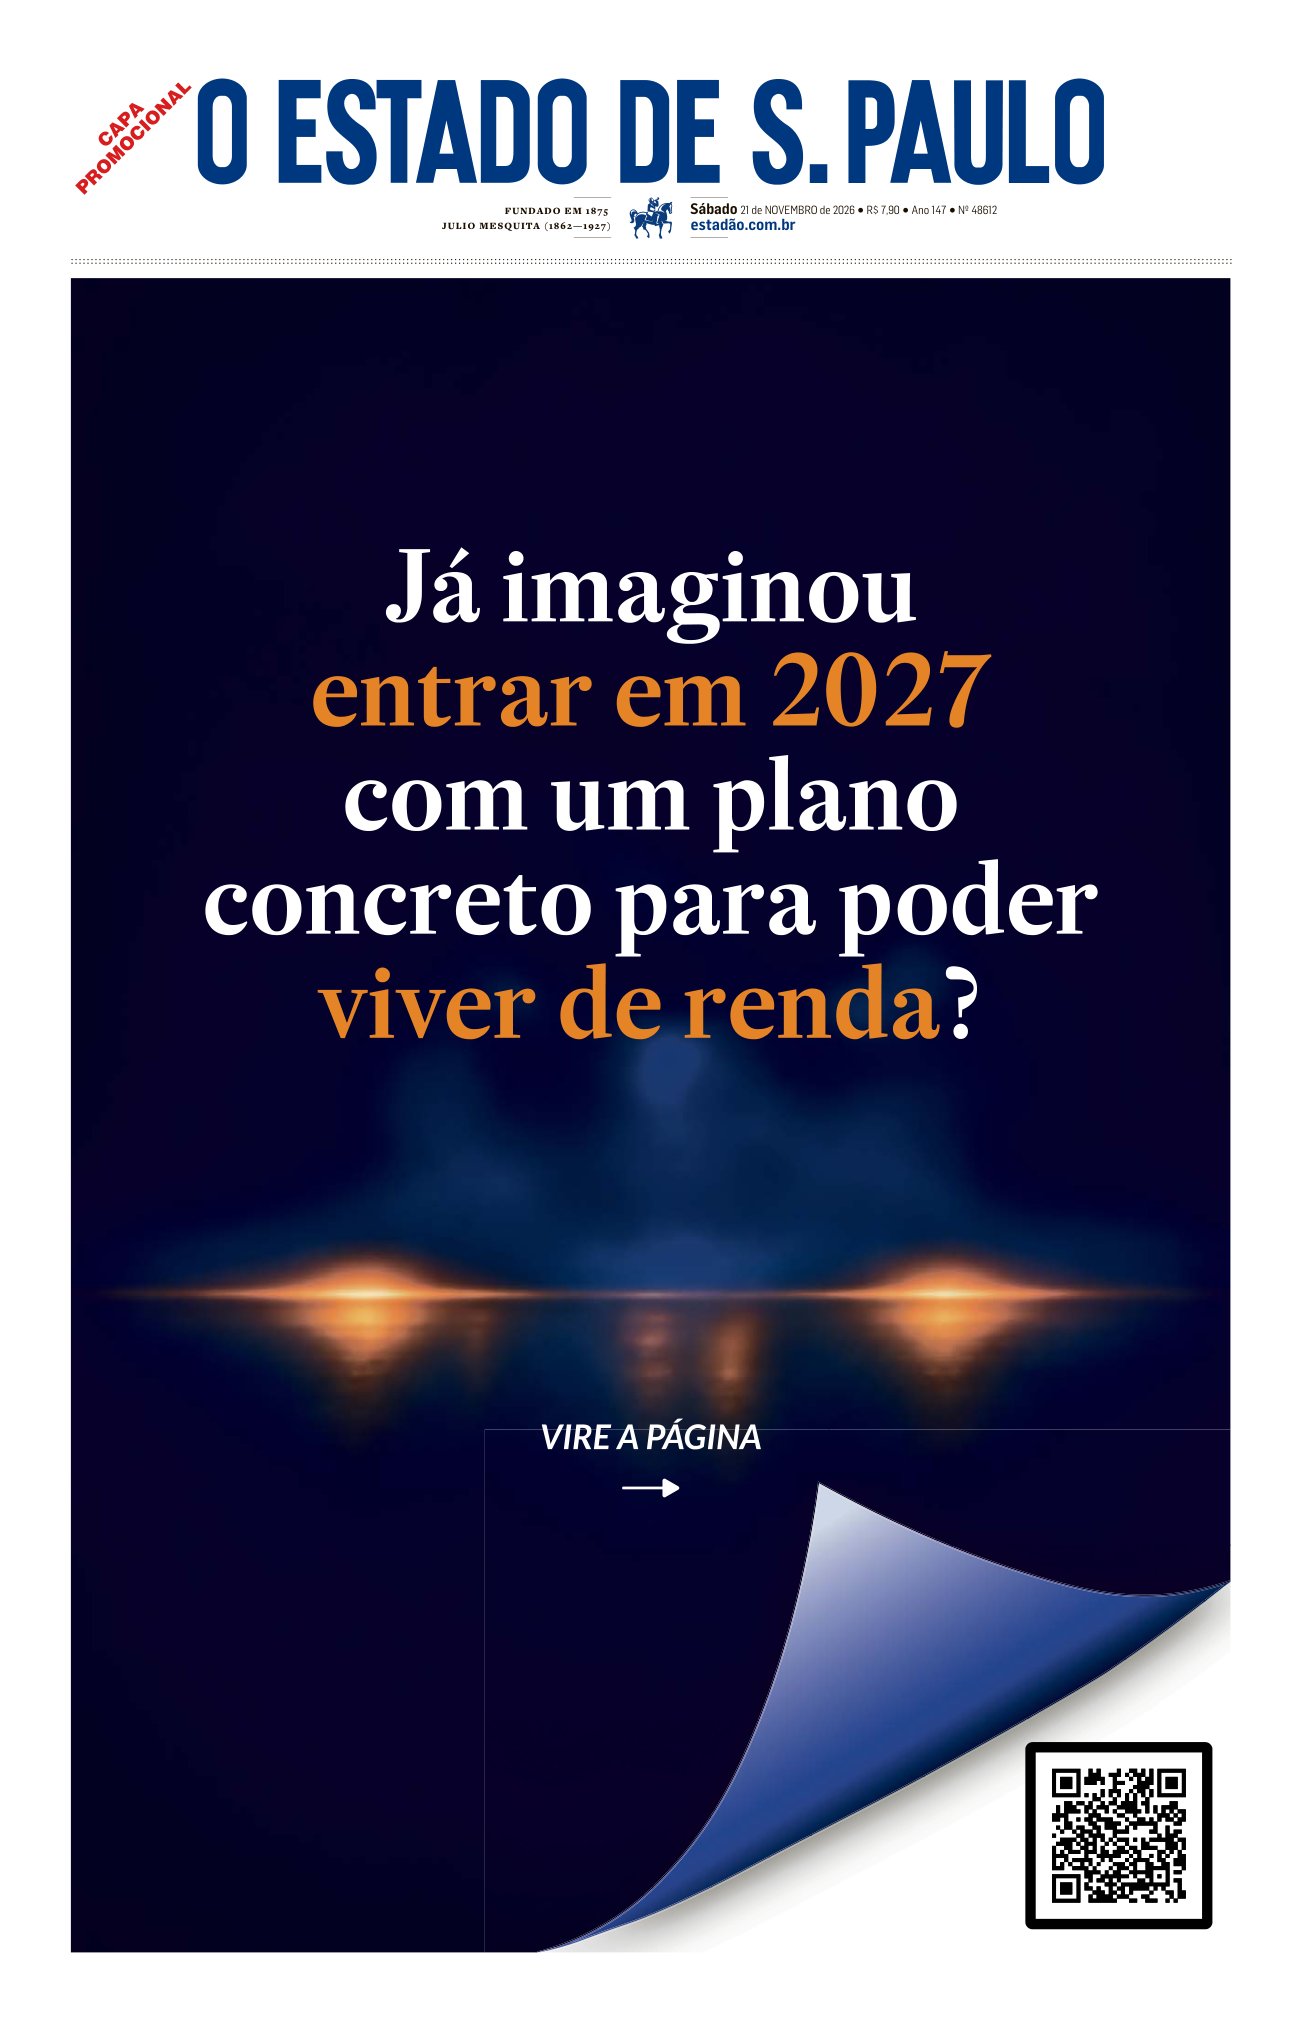 CAPA
PROMOCIONAL
O ESTADO DE S. PAULO
FUNDADO EM 1875
JULIO MESQUITA (1862—1927)
Sábado 21 de NOVEMBRO de 2026 ● R$ 7,90 ● Ano 147 ● Nº 48612
estadão.com.br
Já imaginou
entrar em 2027
com um plano
concreto para poder
viver de renda?
VIRE A PÁGINA